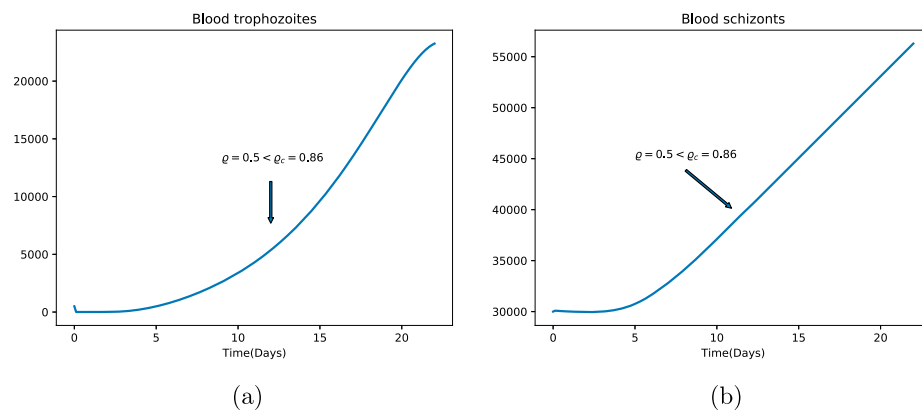 Blood trophozoites
20000
15000
10000
5000
0
ϱ = 0.5 < ϱc = 0.86
0 5 10 15 20
Time(Days)
(a)
Blood schizonts
55000
50000
45000
40000
35000
30000
ϱ = 0.5 < ϱc = 0.86
0 5 10 15 20
Time(Days)
(b)